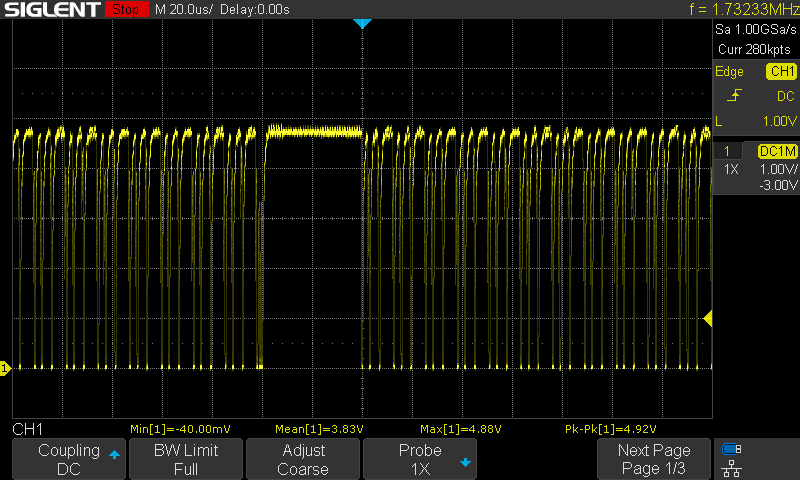 SIGLENT Stop M 20.0us/ Delay:0.00s f = 1.73233MHz
Sa 1.00GSa/s
Curr 280kpts
Edge CH1
DC
L 1.00V
1 DC1M
1X 1.00V/
-3.00V
1
CH1 Min[1]=-40.00mV Mean[1]=3.83V Max[1]=4.88V Pk-Pk[1]=4.92V
Coupling BW Limit Adjust Probe Next Page
DC Full Coarse 1X Page 1/3